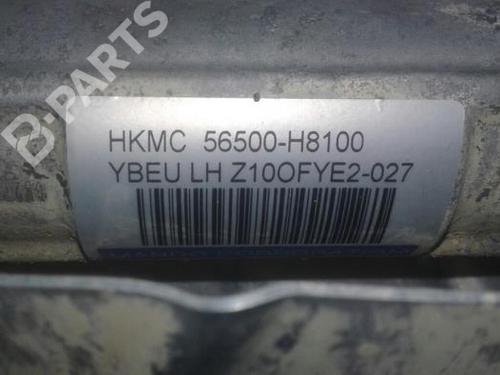 B-PARTS
HKMC 56500-H8100
YBEU LH Z10OFYE2-027